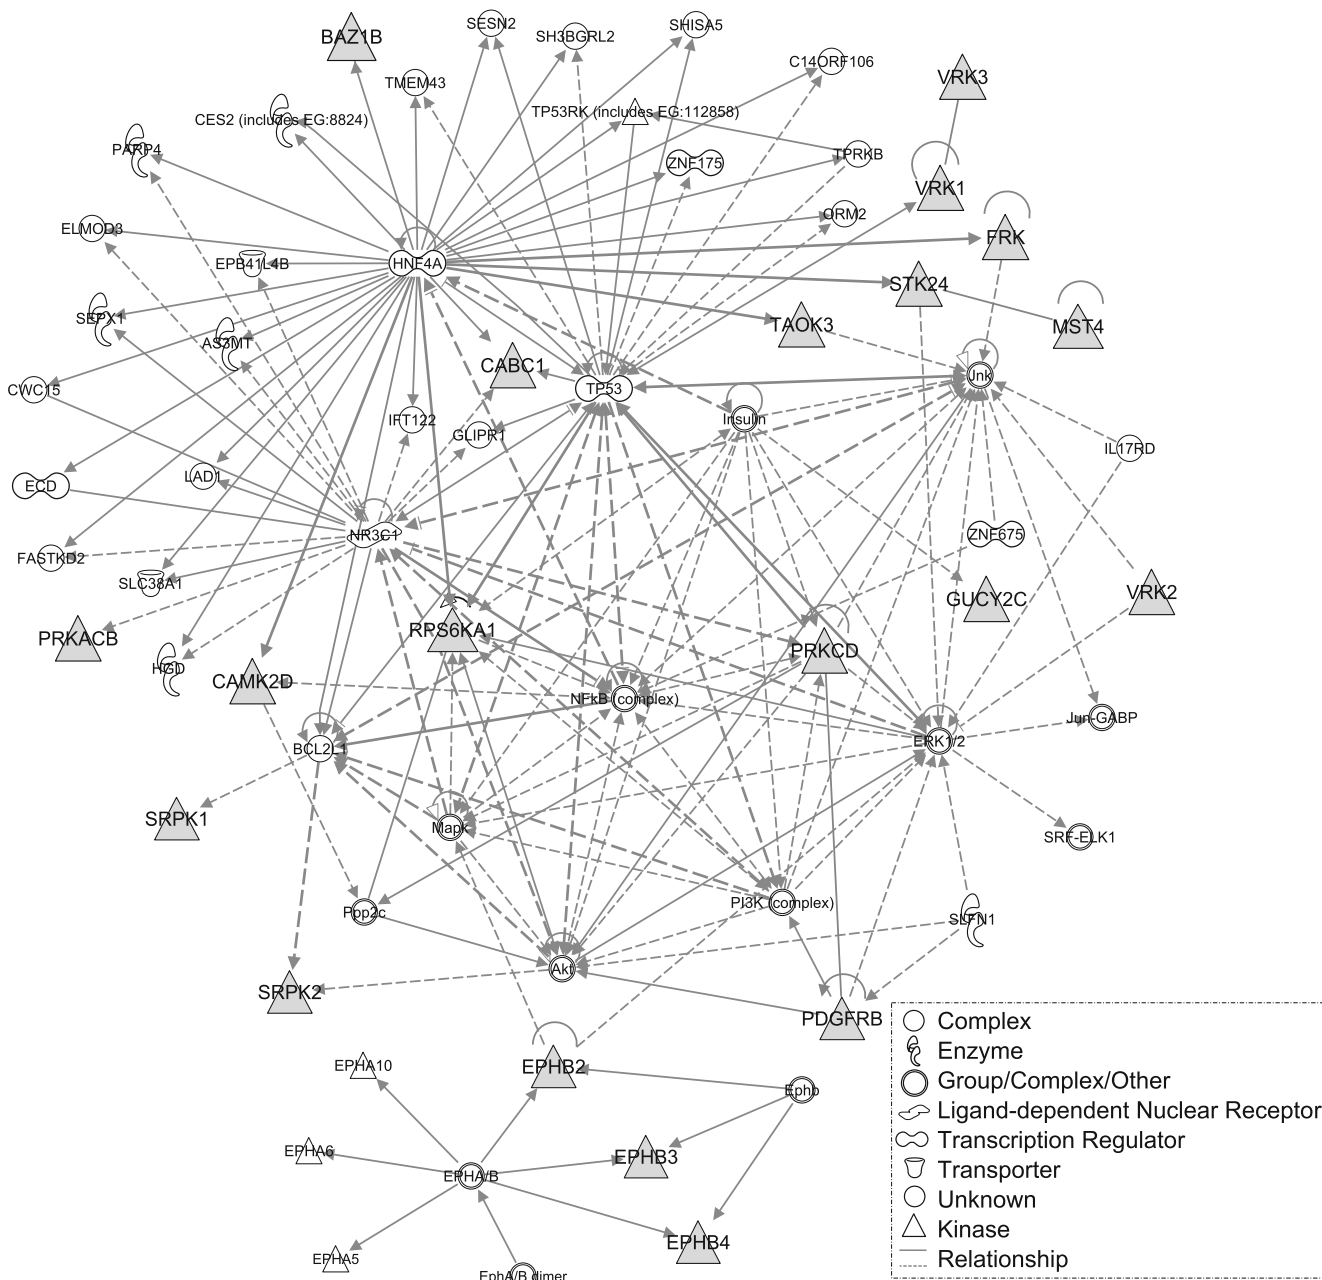 SESN2
SHISA5
SH3BGRL2
BAZ1B
C14ORF106
VRK3
TMEM43
TP53RK (includes EG:112858)
CES2 (includes EG:8824)
PARP4
TPRKB
ZNF175
VRK1
ORM2
ELMOD3
FRK
EPB41L4B
HNF4A
STK24
SEPX1
TAOK3
MST4
AS3MT
CABC1
Jnk
CWC15
TP53
IFT122
Insulin
GLIPR1
IL17RD
LAD1
ECD
NR3C1
ZNF675
FASTKD2
SLC38A1
VRK2
GUCY2C
RPS6KA1
PRKACB
PRKCD
HGD
CAMK2D
NFkB (complex)
Jun-GABP
ERK1/2
BCL2L1
SRPK1
Mapk
SRF-ELK1
PI3K (complex)
Ppp2c
SLFN1
Akt
SRPK2
PDGFRB
EPHA10
EPHB2
Ephb
EPHA6
EPHB3
EPHA/B
EPHB4
EPHA5
EphA/B dimer
Complex
Enzyme
Group/Complex/Other
Ligand-dependent Nuclear Receptor
Transcription Regulator
Transporter
Unknown
Kinase
Relationship